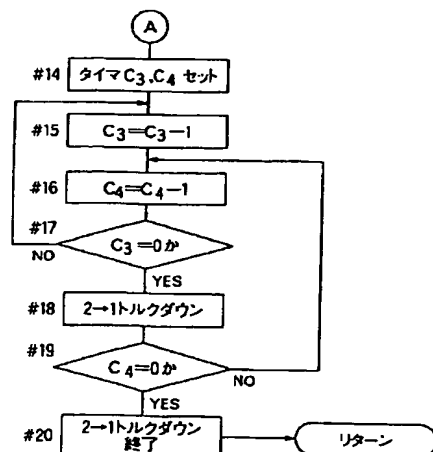 A
#14 タイマC₃,C₄ セット
#15 C₃=C₃-1
#16 C₄=C₄-1
#17 C₃=0か
NO
YES
#18 2→1トルクダウン
#19 C₄=0か
NO
YES
#20 2→1トルクダウン
終了
リターン